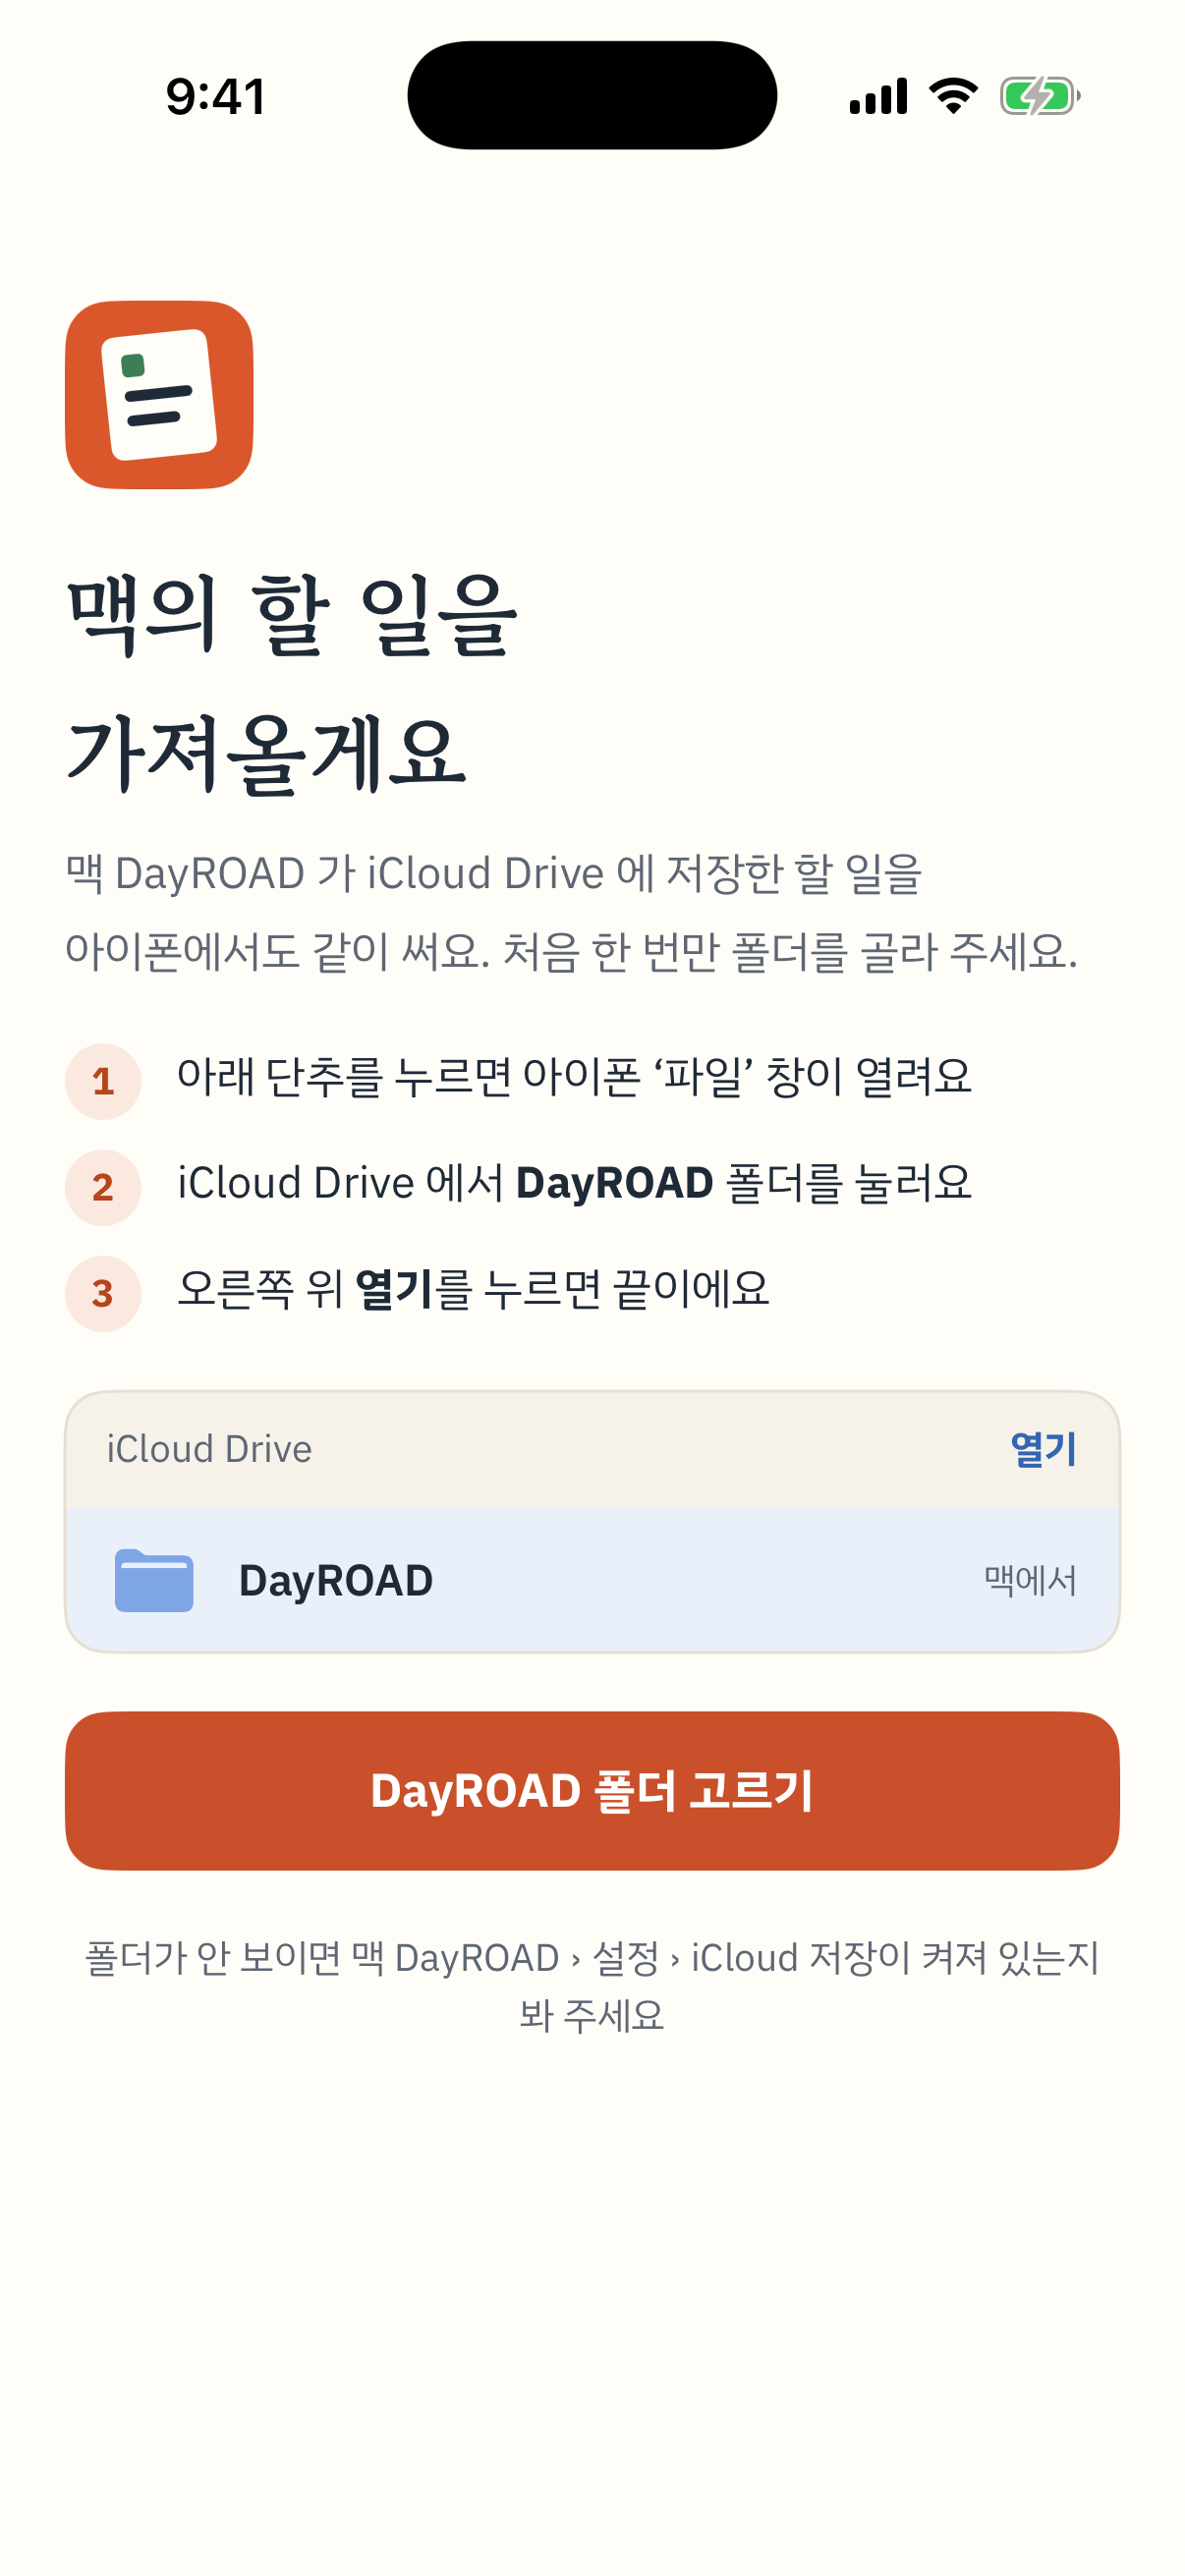 9:41
맥의 할 일을
가져올게요
맥 DayROAD 가 iCloud Drive 에 저장한 할 일을
아이폰에서도 같이 써요. 처음 한 번만 폴더를 골라 주세요.
1 아래 단추를 누르면 아이폰 ‘파일’ 창이 열려요
2 iCloud Drive 에서 DayROAD 폴더를 눌러요
3 오른쪽 위 열기를 누르면 끝이에요
iCloud Drive 열기
DayROAD 맥에서
DayROAD 폴더 고르기
폴더가 안 보이면 맥 DayROAD › 설정 › iCloud 저장이 켜져 있는지
봐 주세요